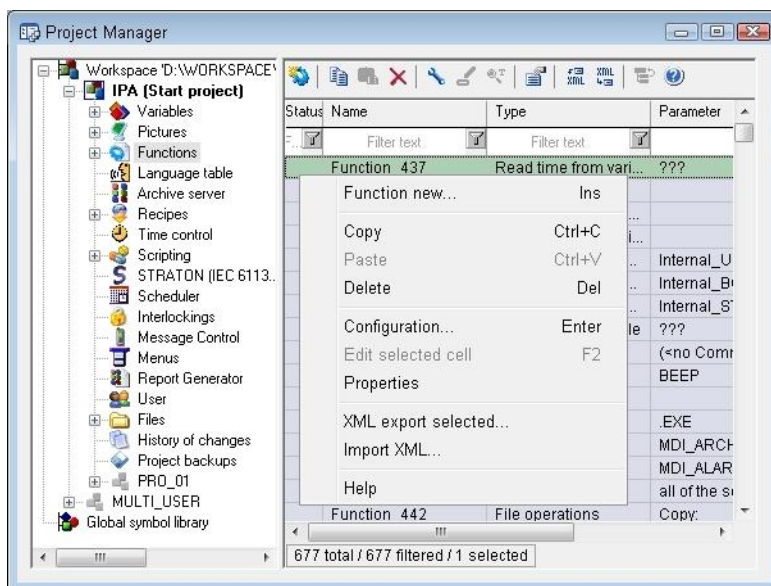 Project Manager
Workspace 'D:\WORKSPACE'
IPA (Start project)
Variables
Pictures
Functions
Language table
Archive server
Recipes
Time control
Scripting
STRATON (IEC 6113..
Scheduler
Interlockings
Message Control
Menus
Report Generator
User
Files
History of changes
Project backups
PRO_01
MULTI_USER
Global symbol library
XML XML
Status Name Type Parameter
F... Filter text Filter text
Function 437 Read time from vari... ???
Function new... Ins
...
Copy Ctrl+C i...
Paste Ctrl+V .. Internal_U
Delete Del .. Internal_B
.. Internal_S
Configuration... Enter le ???
Edit selected cell F2 (<no Com
Properties BEEP
XML export selected... .EXE
Import XML... MDI_ARCH
MDI_ALAR
Help all of the s
Function 442 File operations Copy:
677 total / 677 filtered / 1 selected